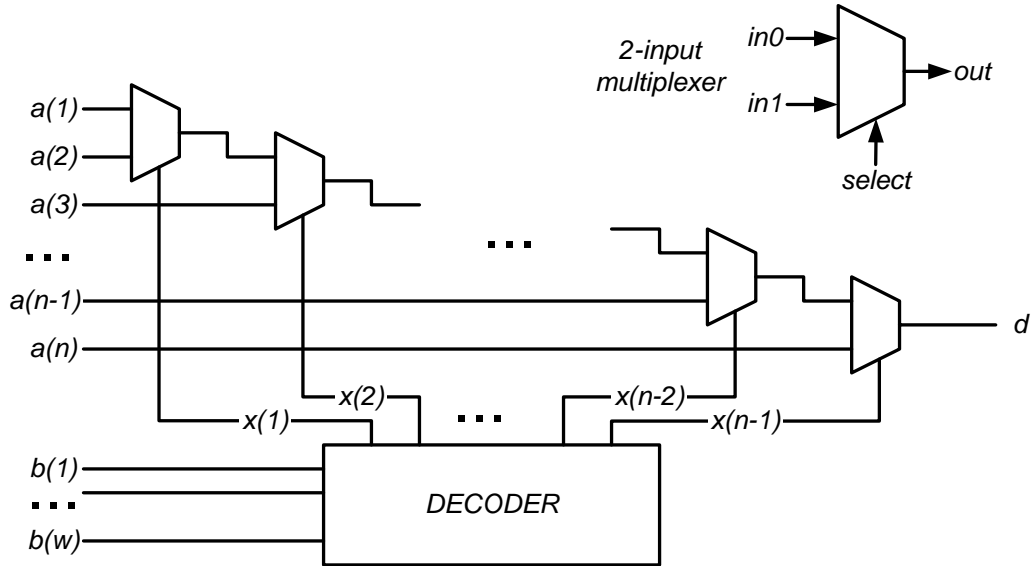 2-input
multiplexer
in0
in1
out
select
a(1)
a(2)
a(3)
...
a(n-1)
a(n)
...
d
x(1)
x(2)
...
x(n-2)
x(n-1)
b(1)
...
b(w)
DECODER